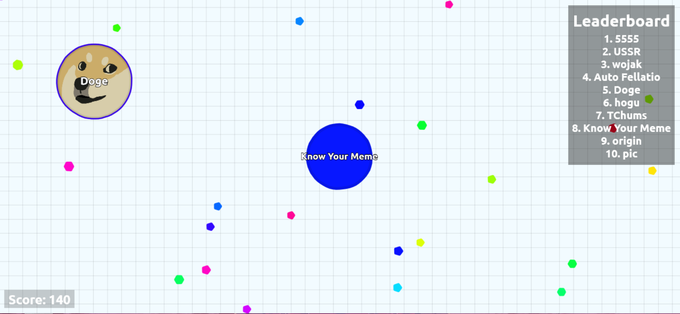 Leaderboard
1. 5555
2. USSR
3. wojak
4. Auto Fellatio
5. Doge
6. hogu
7. TChums
8. Know Your Meme
9. origin
10. pic
Doge
Know Your Meme
Score: 140